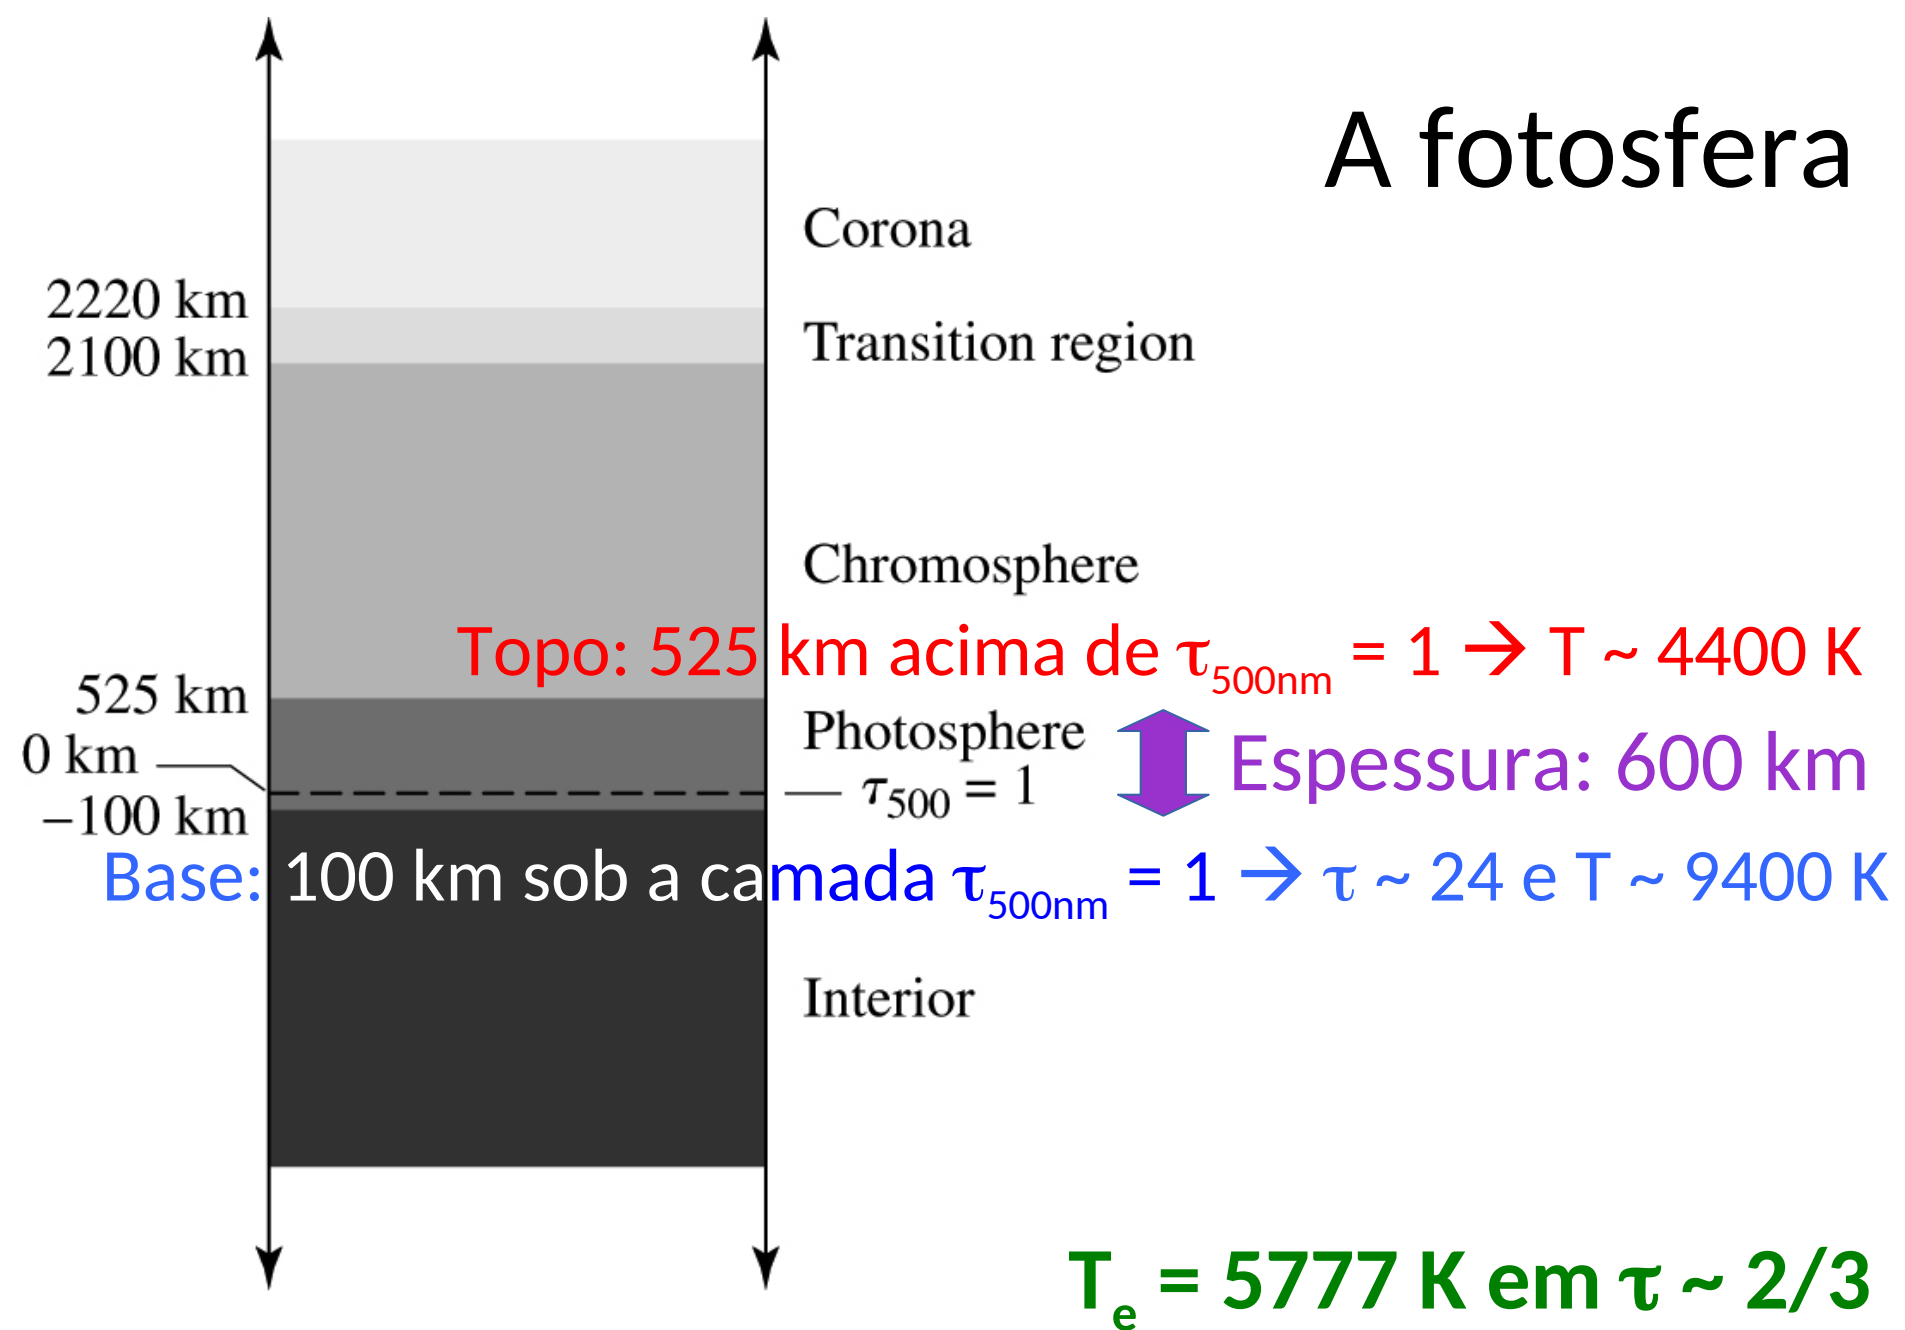 A fotosfera
Corona
2220 km
Transition region
2100 km
Chromosphere
Topo: 525 km acima de τ500nm = 1 → T ~ 4400 K
525 km
Photosphere
Espessura: 600 km
0 km
τ500 = 1
−100 km
Base: 100 km sob a camada τ500nm = 1 → τ ~ 24 e T ~ 9400 K
Interior
Te = 5777 K em τ ~ 2/3